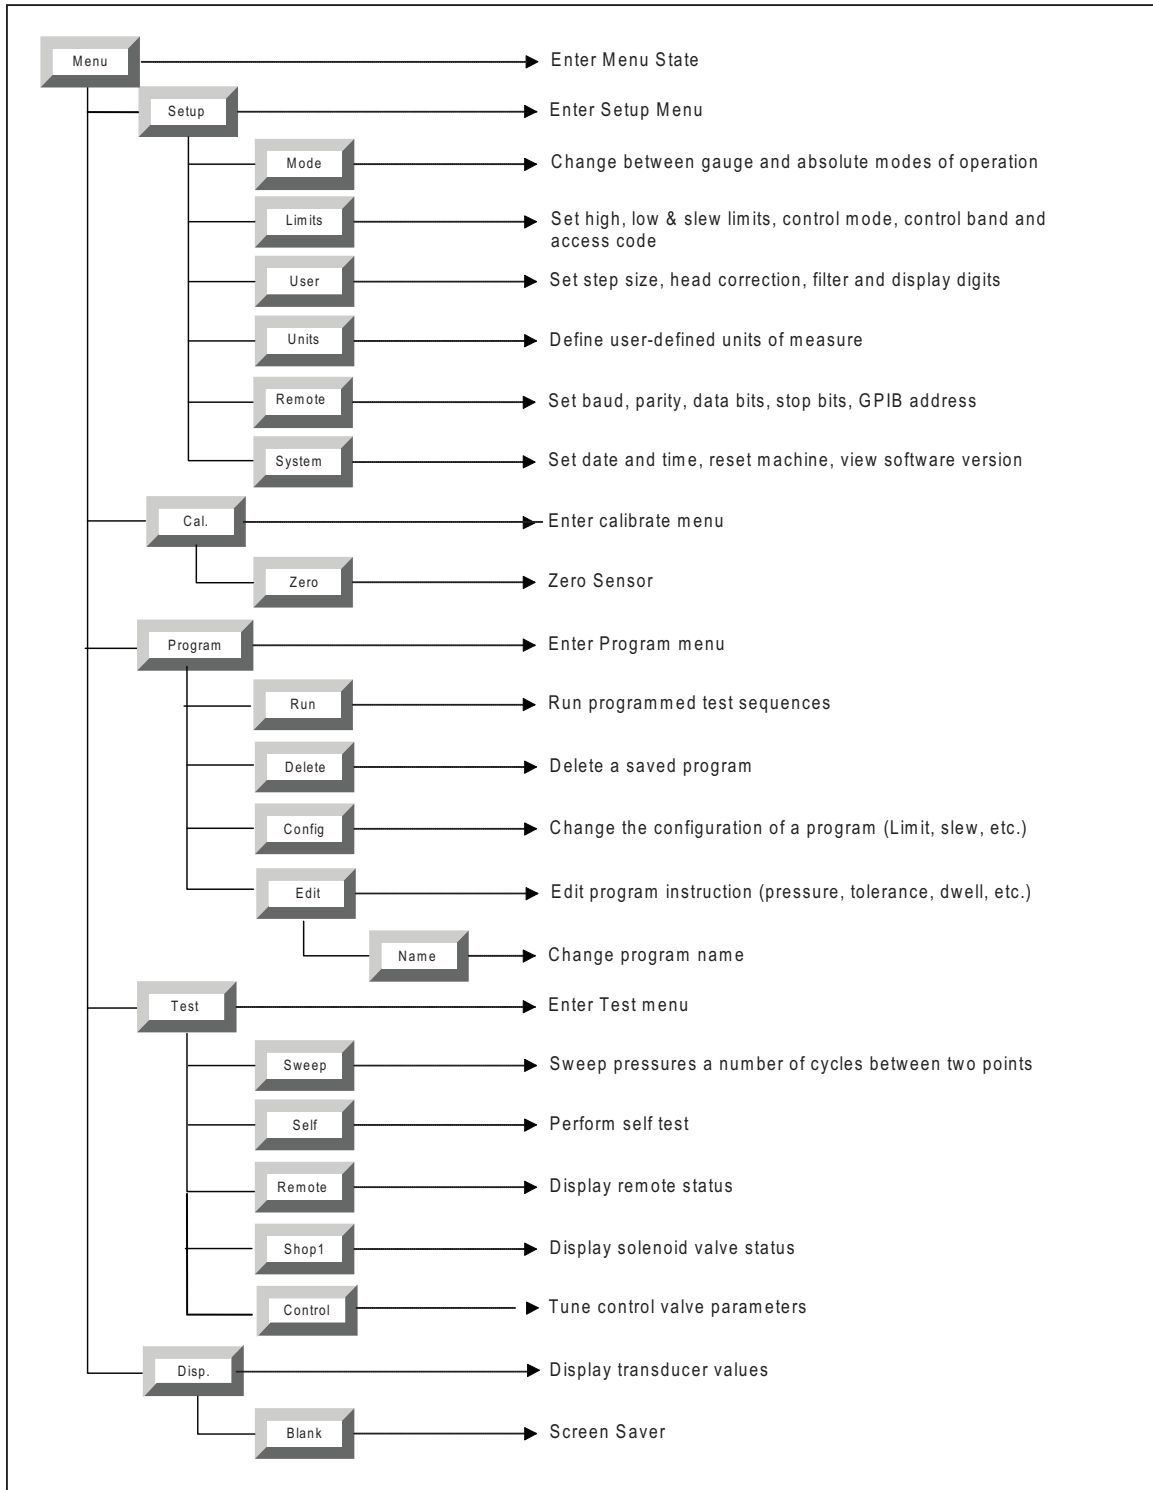 Menu Enter Menu State
Setup Enter Setup Menu
Mode Change between gauge and absolute modes of operation
Limits Set high, low & slew limits, control mode, control band and
access code
User Set step size, head correction, filter and display digits
Units Define user-defined units of measure
Remote Set baud, parity, data bits, stop bits, GPIB address
System Set date and time, reset machine, view software version
Cal. Enter calibrate menu
Zero Zero Sensor
Program Enter Program menu
Run Run programmed test sequences
Delete Delete a saved program
Config Change the configuration of a program (Limit, slew, etc.)
Edit Edit program instruction (pressure, tolerance, dwell, etc.)
Name Change program name
Test Enter Test menu
Sweep Sweep pressures a number of cycles between two points
Self Perform self test
Remote Display remote status
Shop1 Display solenoid valve status
Control Tune control valve parameters
Disp. Display transducer values
Blank Screen Saver